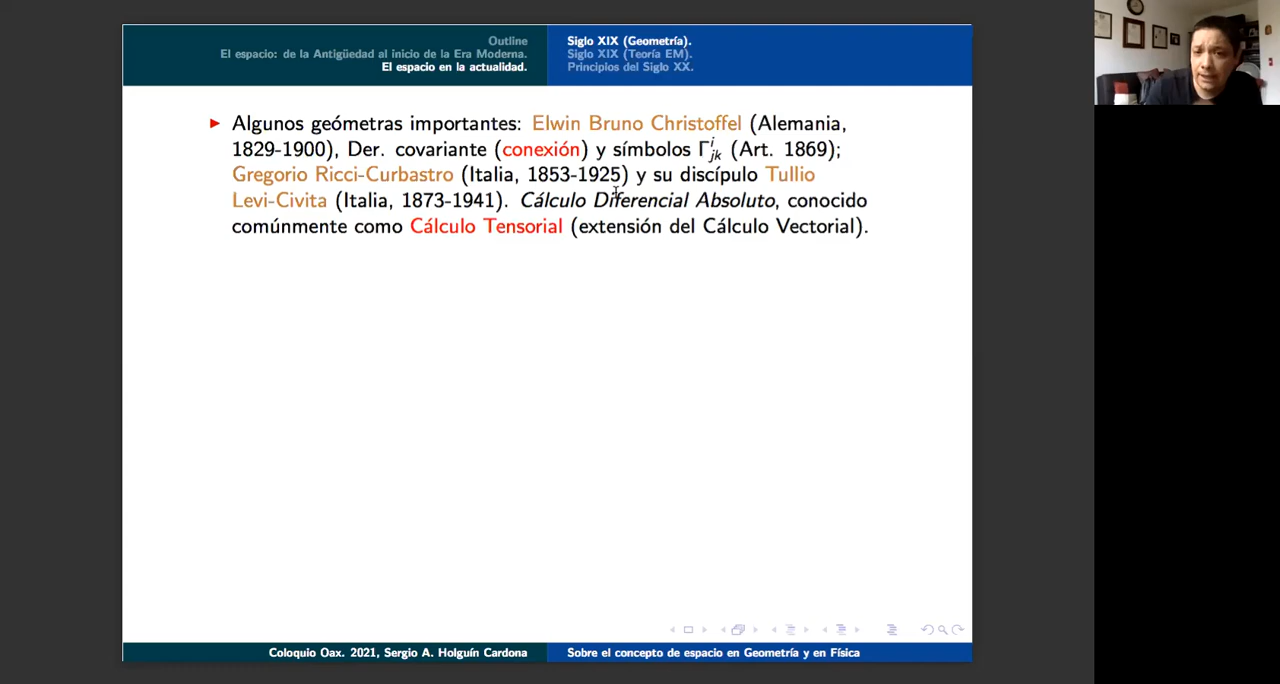 Outline
El espacio: de la Antigüedad al inicio de la Era Moderna.
El espacio en la actualidad.
Siglo XIX (Geometría).
Siglo XIX (Teoría EM).
Principios del Siglo XX.
Algunos geómetras importantes: Elwin Bruno Christoffel (Alemania,
1829-1900), Der. covariante (conexión) y símbolos Γ^i_jk (Art. 1869);
Gregorio Ricci-Curbastro (Italia, 1853-1925) y su discípulo Tullio
Levi-Civita (Italia, 1873-1941). Cálculo Diferencial Absoluto, conocido
comúnmente como Cálculo Tensorial (extensión del Cálculo Vectorial).
Coloquio Oax. 2021, Sergio A. Holguín Cardona
Sobre el concepto de espacio en Geometría y en Física